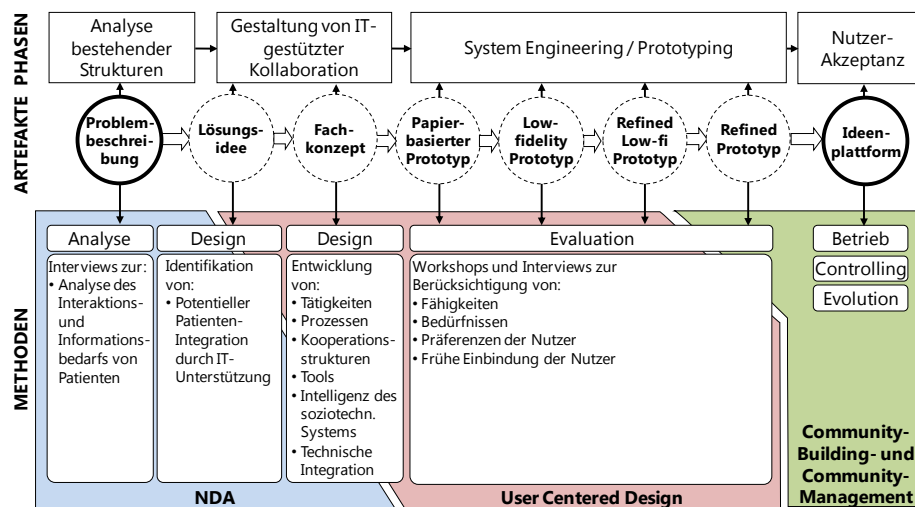 PHASEN
Analyse
bestehender
Strukturen
Gestaltung von IT-
gestützter
Kollaboration
System Engineering / Prototyping
Nutzer-
Akzeptanz
ARTEFAKTE
Problem-
beschreibung
Lösungs-
idee
Fach-
konzept
Papier-
basierter
Prototyp
Low-
fidelity
Prototyp
Refined
Low-fi
Prototyp
Refined
Prototyp
Ideen-
plattform
METHODEN
Analyse
Interviews zur:
• Analyse des
Interaktions-
und
Informations-
bedarfs von
Patienten
Design
Identifikation
von:
• Potentieller
Patienten-
Integration
durch IT-
Unterstützung
Design
Entwicklung
von:
• Tätigkeiten
• Prozessen
• Kooperations-
strukturen
• Tools
• Intelligenz des
soziotechn.
Systems
• Technische
Integration
Evaluation
Workshops und Interviews zur
Berücksichtigung von:
• Fähigkeiten
• Bedürfnissen
• Präferenzen der Nutzer
• Frühe Einbindung der Nutzer
Betrieb
Controlling
Evolution
NDA
User Centered Design
Community-
Building- und
Community-
Management